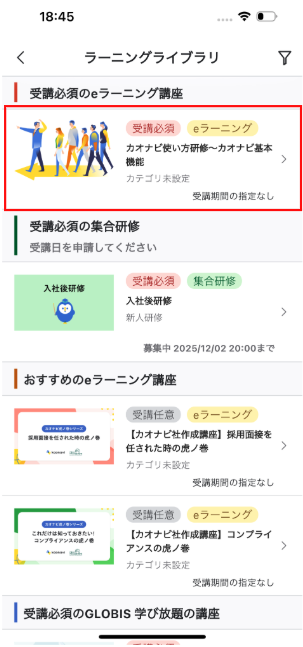 18:45
ラーニングライブラリ
受講必須のeラーニング講座
受講必須 eラーニング
カオナビ使い方研修～カオナビ基本
機能
カテゴリ未設定
受講期間の指定なし
受講必須の集合研修
受講日を申請してください
入社後研修
受講必須 集合研修
入社後研修
新人研修
募集中 2025/12/02 20:00まで
おすすめのeラーニング講座
採用面接を任された時の虎ノ巻
受講任意 eラーニング
【カオナビ社作成講座】採用面接を
任された時の虎ノ巻
カテゴリ未設定
受講期間の指定なし
これだけは知っておきたい!
コンプライアンスの虎ノ巻
受講任意 eラーニング
【カオナビ社作成講座】コンプライ
アンスの虎ノ巻
カテゴリ未設定
受講期間の指定なし
受講必須のGLOBIS 学び放題の講座